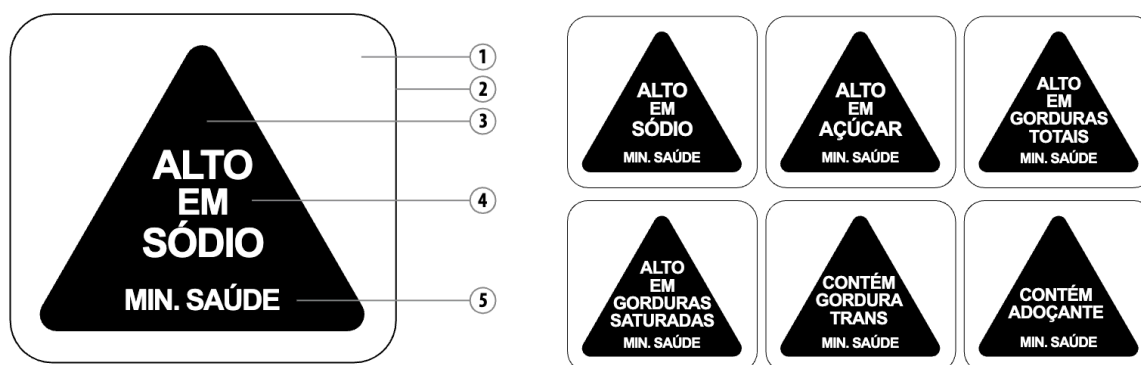 ALTO
EM
SÓDIO
MIN. SAÚDE
1
2
3
4
5
ALTO
EM
SÓDIO
MIN. SAÚDE
ALTO
EM
AÇÚCAR
MIN. SAÚDE
ALTO
EM
GORDURAS
TOTAIS
MIN. SAÚDE
ALTO
EM
GORDURAS
SATURADAS
MIN. SAÚDE
CONTÉM
GORDURA
TRANS
MIN. SAÚDE
CONTÉM
ADOÇANTE
MIN. SAÚDE